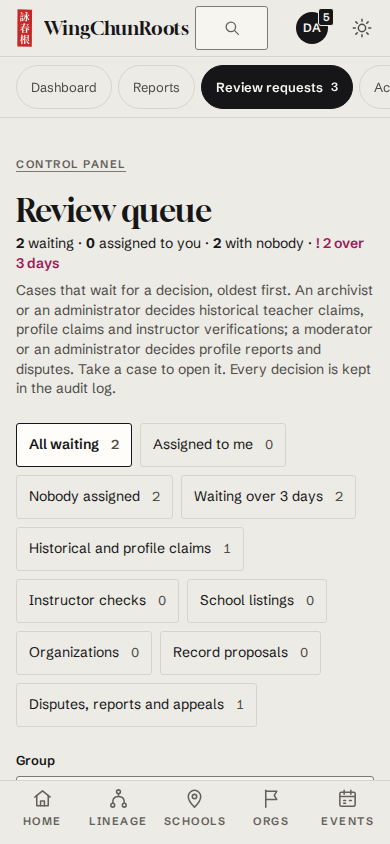 詠春根
WingChunRoots
DA
5
Dashboard
Reports
Review requests 3
Ac
CONTROL PANEL
Review queue
2 waiting · 0 assigned to you · 2 with nobody · ! 2 over
3 days
Cases that wait for a decision, oldest first. An archivist
or an administrator decides historical teacher claims,
profile claims and instructor verifications; a moderator
or an administrator decides profile reports and
disputes. Take a case to open it. Every decision is kept
in the audit log.
All waiting 2
Assigned to me 0
Nobody assigned 2
Waiting over 3 days 2
Historical and profile claims 1
Instructor checks 0
School listings 0
Organizations 0
Record proposals 0
Disputes, reports and appeals 1
Group
HOME
LINEAGE
SCHOOLS
ORGS
EVENTS